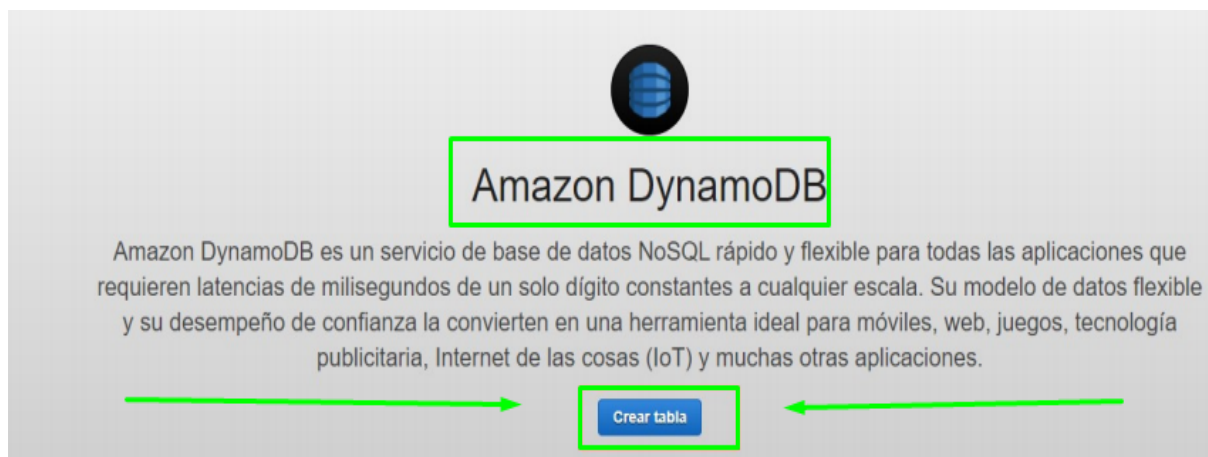 Amazon DynamoDB
Amazon DynamoDB es un servicio de base de datos NoSQL rápido y flexible para todas las aplicaciones que
requieren latencias de milisegundos de un solo dígito constantes a cualquier escala. Su modelo de datos flexible
y su desempeño de confianza la convierten en una herramienta ideal para móviles, web, juegos, tecnología
publicitaria, Internet de las cosas (IoT) y muchas otras aplicaciones.
Crear tabla